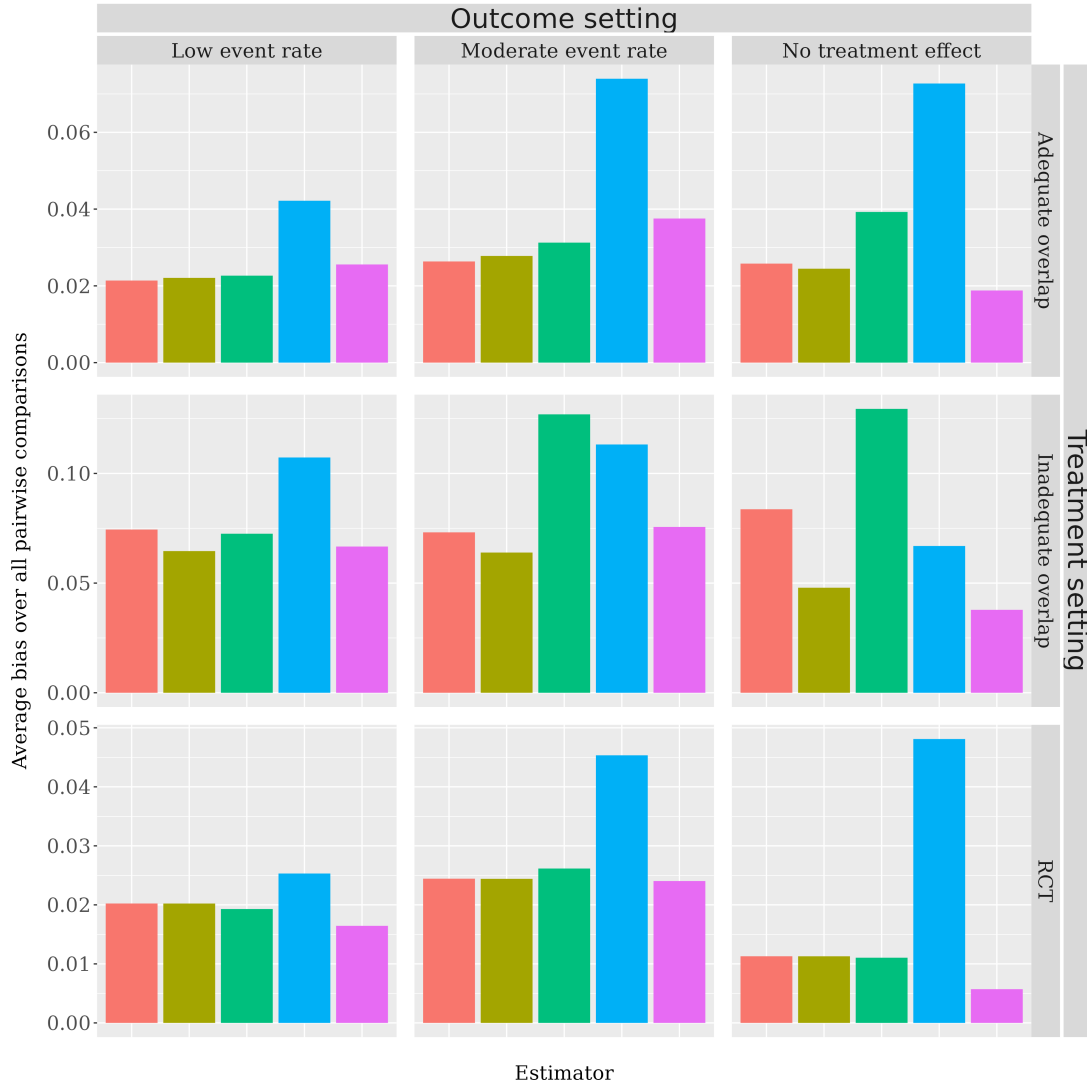 Outcome setting
Low event rate
Moderate event rate
No treatment effect
Average bias over all pairwise comparisons
0.06
0.04
0.02
0.00
Adequate overlap
0.10
0.05
0.00
Inadequate overlap
Treatment setting
0.05
0.04
0.03
0.02
0.01
0.00
RCT
Estimator